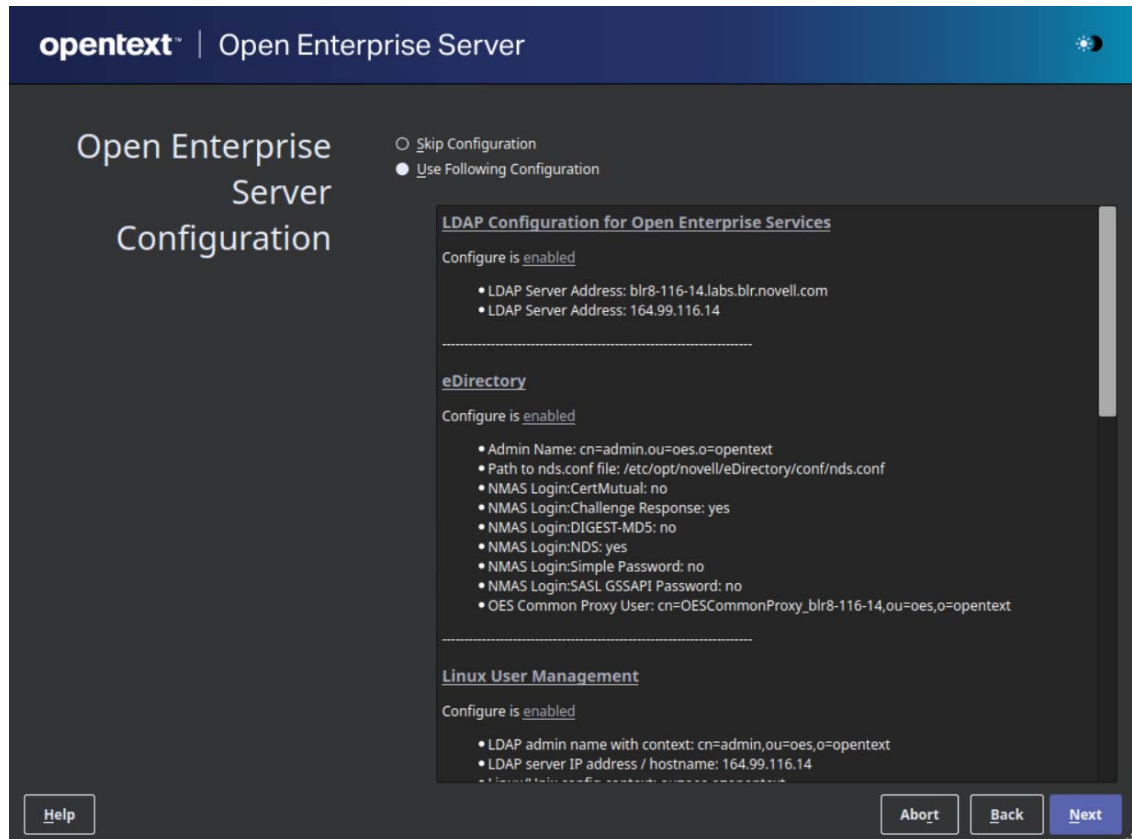 opentext™ | Open Enterprise Server
Open Enterprise
Server
Configuration
Skip Configuration
Use Following Configuration
LDAP Configuration for Open Enterprise Services
Configure is enabled
• LDAP Server Address: blr8-116-14.labs.blr.novell.com
• LDAP Server Address: 164.99.116.14
----------------------------------------------------------------------
eDirectory
Configure is enabled
• Admin Name: cn=admin.ou=oes.o=opentext
• Path to nds.conf file: /etc/opt/novell/eDirectory/conf/nds.conf
• NMAS Login:CertMutual: no
• NMAS Login:Challenge Response: yes
• NMAS Login:DIGEST-MD5: no
• NMAS Login:NDS: yes
• NMAS Login:Simple Password: no
• NMAS Login:SASL GSSAPI Password: no
• OES Common Proxy User: cn=OESCommonProxy_blr8-116-14,ou=oes,o=opentext
----------------------------------------------------------------------
Linux User Management
Configure is enabled
• LDAP admin name with context: cn=admin,ou=oes,o=opentext
• LDAP server IP address / hostname: 164.99.116.14
Help
Abort
Back
Next